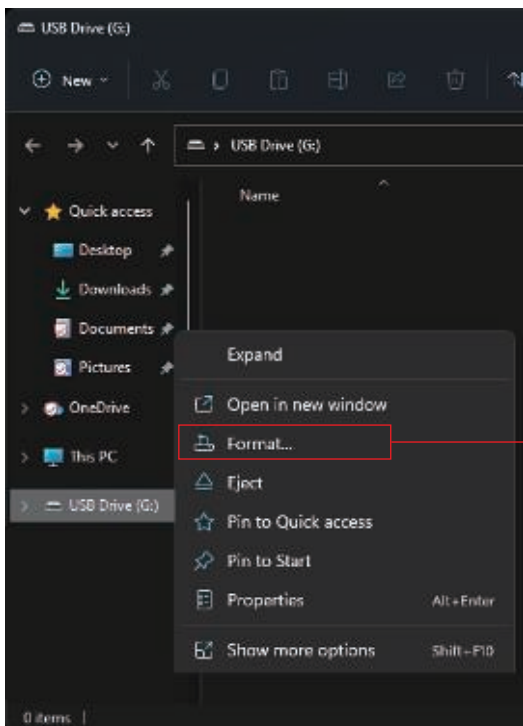 USB Drive (G:)
New
USB Drive (G:)
Name
Quick access
Desktop
Downloads
Documents
Pictures
OneDrive
This PC
USB Drive (G:)
Expand
Open in new window
Format...
Eject
Pin to Quick access
Pin to Start
Properties Alt+Enter
Show more options Shift+F10
0 items